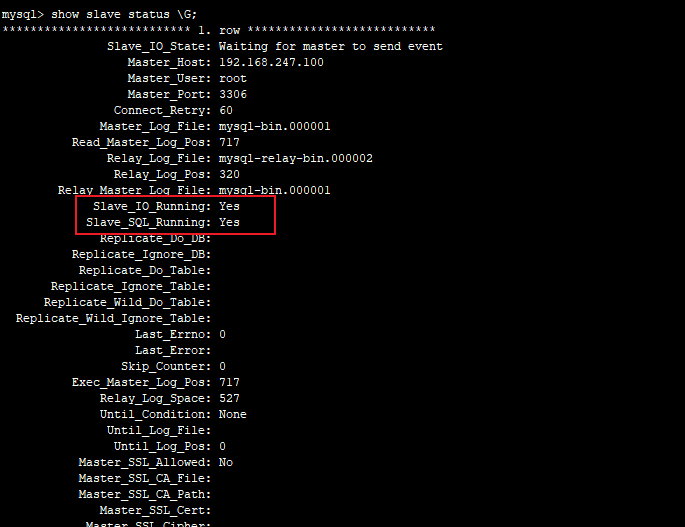 mysql> show slave status \G;
*************************** 1. row ***************************
Slave_IO_State: Waiting for master to send event
Master_Host: 192.168.247.100
Master_User: root
Master_Port: 3306
Connect_Retry: 60
Master_Log_File: mysql-bin.000001
Read_Master_Log_Pos: 717
Relay_Log_File: mysql-relay-bin.000002
Relay_Log_Pos: 320
Relay_Master_Log_File: mysql-bin.000001
Slave_IO_Running: Yes
Slave_SQL_Running: Yes
Replicate_Do_DB:
Replicate_Ignore_DB:
Replicate_Do_Table:
Replicate_Ignore_Table:
Replicate_Wild_Do_Table:
Replicate_Wild_Ignore_Table:
Last_Errno: 0
Last_Error:
Skip_Counter: 0
Exec_Master_Log_Pos: 717
Relay_Log_Space: 527
Until_Condition: None
Until_Log_File:
Until_Log_Pos: 0
Master_SSL_Allowed: No
Master_SSL_CA_File:
Master_SSL_CA_Path:
Master_SSL_Cert:
Master_SSL_Cipher: